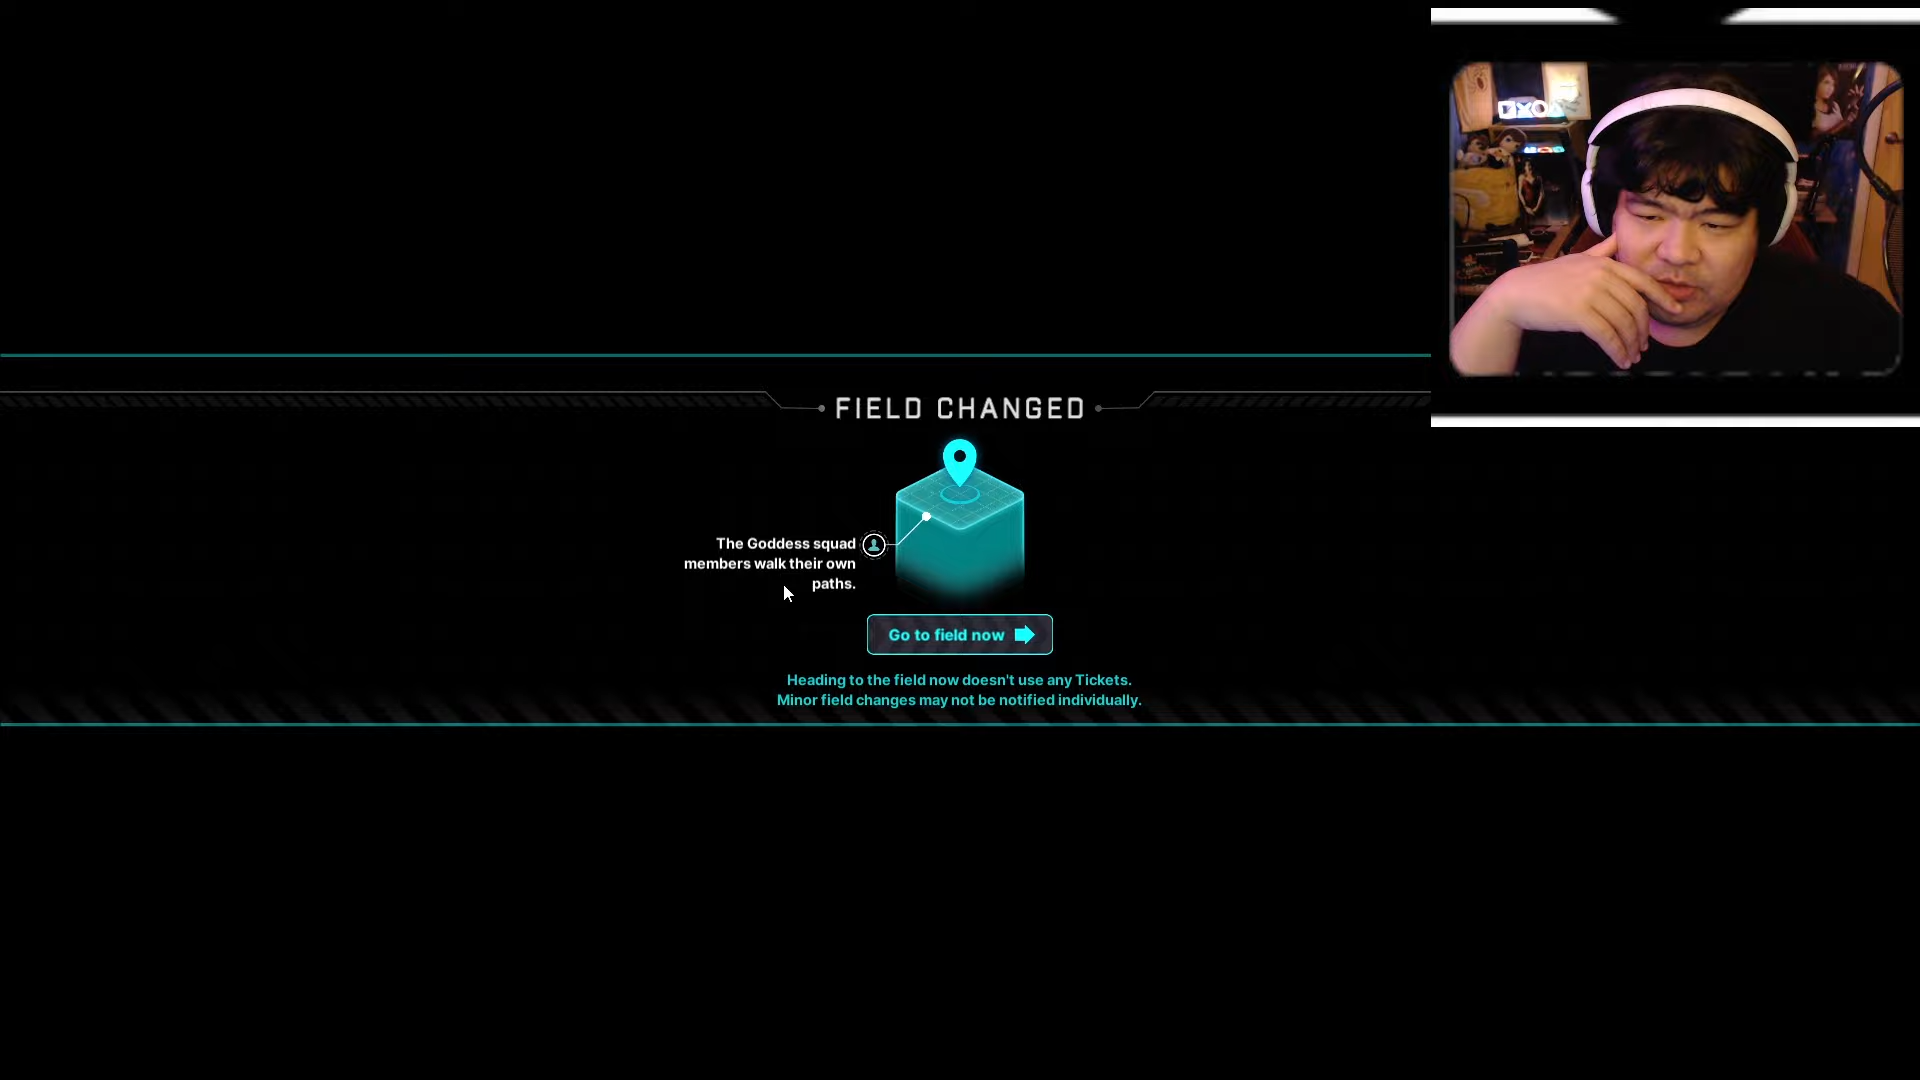 FIELD CHANGED
The Goddess squad
members walk their own
paths.
Go to field now
Heading to the field now doesn't use any Tickets.
Minor field changes may not be notified individually.